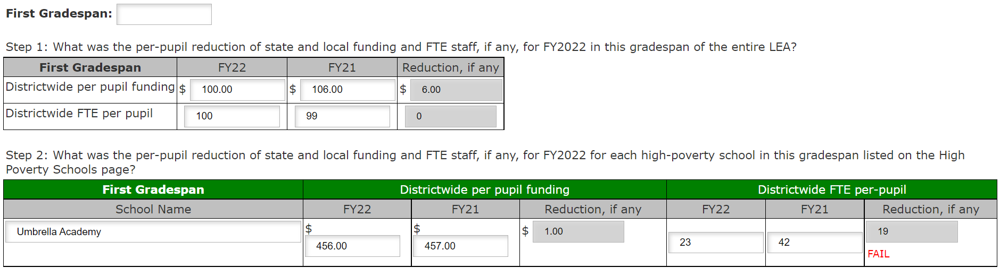 First Gradespan:
Step 1: What was the per-pupil reduction of state and local funding and FTE staff, if any, for FY2022 in this gradespan of the entire LEA?
First Gradespan FY22 FY21 Reduction, if any
Districtwide per pupil funding $ 100.00 $ 106.00 $ 6.00
Districtwide FTE per pupil 100 99 0
Step 2: What was the per-pupil reduction of state and local funding and FTE staff, if any, for FY2022 for each high-poverty school in this gradespan listed on the High
Poverty Schools page?
First Gradespan Districtwide per pupil funding Districtwide FTE per-pupil
School Name FY22 FY21 Reduction, if any FY22 FY21 Reduction, if any
Umbrella Academy $ 456.00 $ 457.00 $ 1.00 23 42 19
FAIL